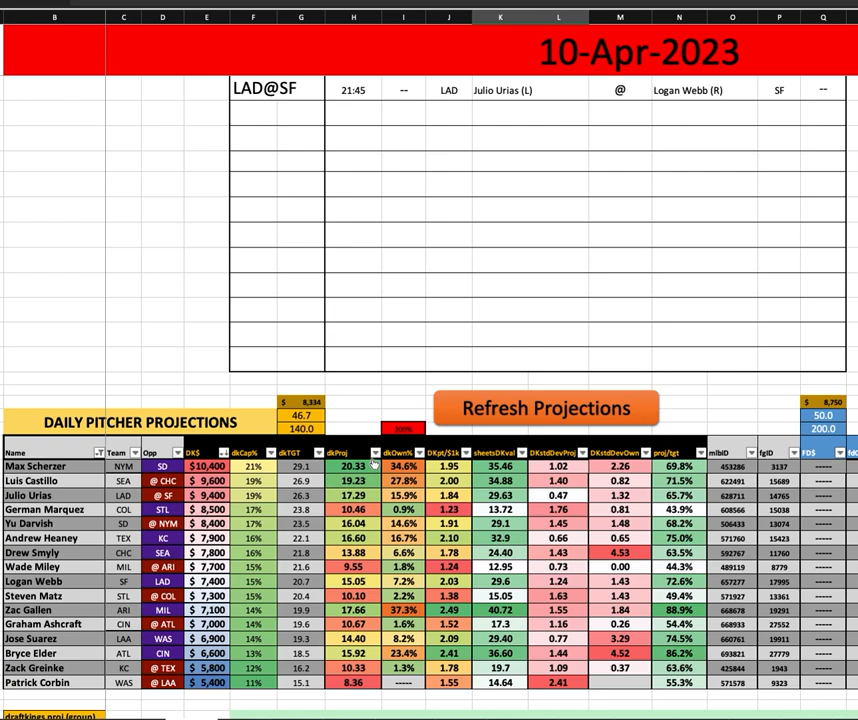 B C D E F G H I J K L M N O P Q
10-Apr-2023
LAD@SF 21:45 -- LAD Julio Urias (L) @ Logan Webb (R) SF --
$ 8,334 $ 8,750
Refresh Projections
46.7 50.0
DAILY PITCHER PROJECTIONS
140.0 200% 200.0
Name Team Opp DK$ dkCap% dkTGT dkProj dkOwn% DKpt/$1k sheetsDKval DKstdDevProj DKstdDevOwn proj/tgt mlbID fgID FD$
Max Scherzer NYM SD $10,400 21% 29.1 20.33 34.6% 1.95 35.46 1.02 2.26 69.8% 453286 3137 -----
Luis Castillo SEA @ CHC $ 9,600 19% 26.9 19.23 27.8% 2.00 34.88 1.40 0.82 71.5% 622491 15689 -----
Julio Urias LAD @ SF $ 9,400 19% 26.3 17.29 15.9% 1.84 29.63 0.47 1.32 65.7% 628711 14765 -----
German Marquez COL STL $ 8,500 17% 23.8 10.46 0.9% 1.23 13.72 1.76 0.81 43.9% 608566 15038 -----
Yu Darvish SD @ NYM $ 8,400 17% 23.5 16.04 14.6% 1.91 29.1 1.45 1.48 68.2% 506433 13074 -----
Andrew Heaney TEX KC $ 7,900 16% 22.1 16.60 16.7% 2.10 32.9 0.66 0.65 75.0% 571760 15423 -----
Drew Smyly CHC SEA $ 7,800 16% 21.8 13.88 6.6% 1.78 24.40 1.43 4.53 63.5% 592767 11760 -----
Wade Miley MIL @ ARI $ 7,700 15% 21.6 9.55 1.8% 1.24 12.95 0.73 0.00 44.3% 489119 8779 -----
Logan Webb SF LAD $ 7,400 15% 20.7 15.05 7.2% 2.03 29.6 1.24 1.43 72.6% 657277 17995 -----
Steven Matz STL @ COL $ 7,300 15% 20.4 10.10 2.2% 1.38 15.05 1.63 1.43 49.4% 571927 13361 -----
Zac Gallen ARI MIL $ 7,100 14% 19.9 17.66 37.3% 2.49 40.72 1.55 1.84 88.9% 668678 19291 -----
Graham Ashcraft CIN @ ATL $ 7,000 14% 19.6 10.67 1.6% 1.52 17.3 1.16 0.26 54.4% 668933 27552 -----
Jose Suarez LAA WAS $ 6,900 14% 19.3 14.40 8.2% 2.09 29.40 0.77 3.29 74.5% 660761 19911 -----
Bryce Elder ATL CIN $ 6,600 13% 18.5 15.92 23.4% 2.41 36.60 1.44 4.52 86.2% 693821 27779 -----
Zack Greinke KC @ TEX $ 5,800 12% 16.2 10.33 1.3% 1.78 19.7 1.09 0.37 63.6% 425844 1943 -----
Patrick Corbin WAS @ LAA $ 5,400 11% 15.1 8.36 ----- 1.55 14.64 2.41 55.3% 571578 9323 -----
draftkings proj (group)